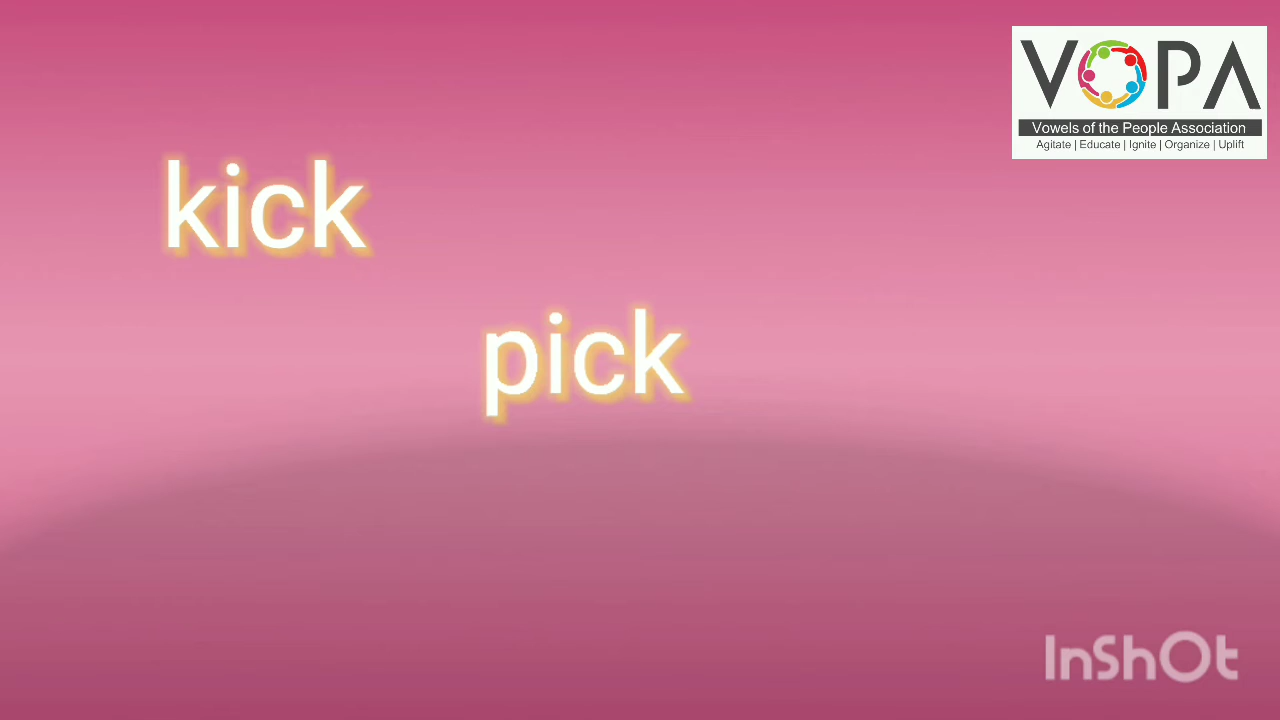 VOPA
Vowels of the People Association
Agitate | Educate | Ignite | Organize | Uplift
kick
pick
InShOt